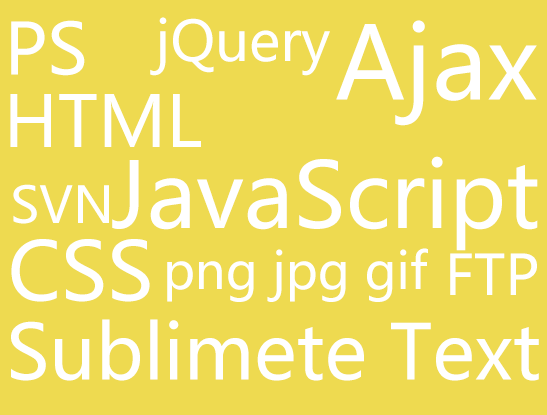 PS jQuery Ajax
HTML
SVN JavaScript
CSS png jpg gif FTP
Sublimete Text